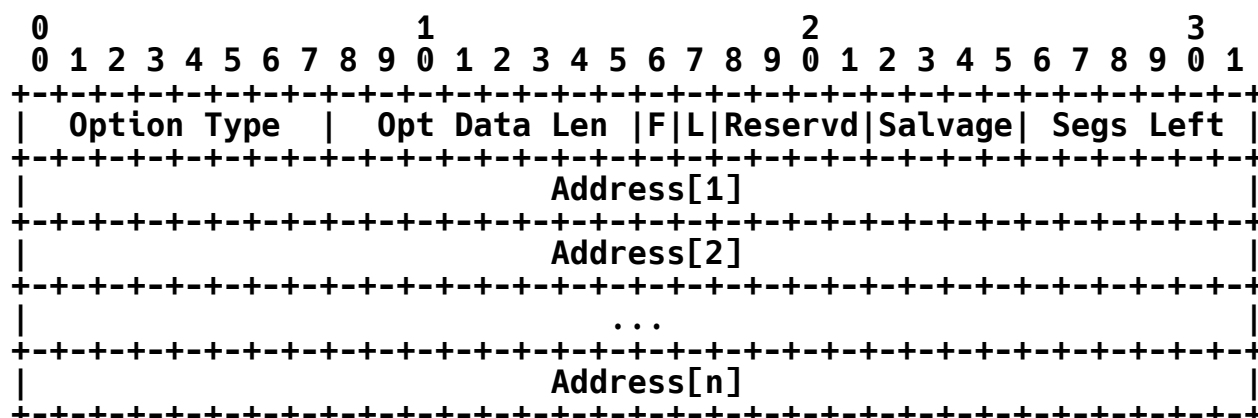 0                   1                   2                   3
 0 1 2 3 4 5 6 7 8 9 0 1 2 3 4 5 6 7 8 9 0 1 2 3 4 5 6 7 8 9 0 1
+-+-+-+-+-+-+-+-+-+-+-+-+-+-+-+-+-+-+-+-+-+-+-+-+-+-+-+-+-+-+-+-+
|  Option Type  |  Opt Data Len |F|L|Reservd|Salvage| Segs Left |
+-+-+-+-+-+-+-+-+-+-+-+-+-+-+-+-+-+-+-+-+-+-+-+-+-+-+-+-+-+-+-+-+
|                           Address[1]                          |
+-+-+-+-+-+-+-+-+-+-+-+-+-+-+-+-+-+-+-+-+-+-+-+-+-+-+-+-+-+-+-+-+
|                           Address[2]                          |
+-+-+-+-+-+-+-+-+-+-+-+-+-+-+-+-+-+-+-+-+-+-+-+-+-+-+-+-+-+-+-+-+
|                              ...                              |
+-+-+-+-+-+-+-+-+-+-+-+-+-+-+-+-+-+-+-+-+-+-+-+-+-+-+-+-+-+-+-+-+
|                           Address[n]                          |
+-+-+-+-+-+-+-+-+-+-+-+-+-+-+-+-+-+-+-+-+-+-+-+-+-+-+-+-+-+-+-+-+